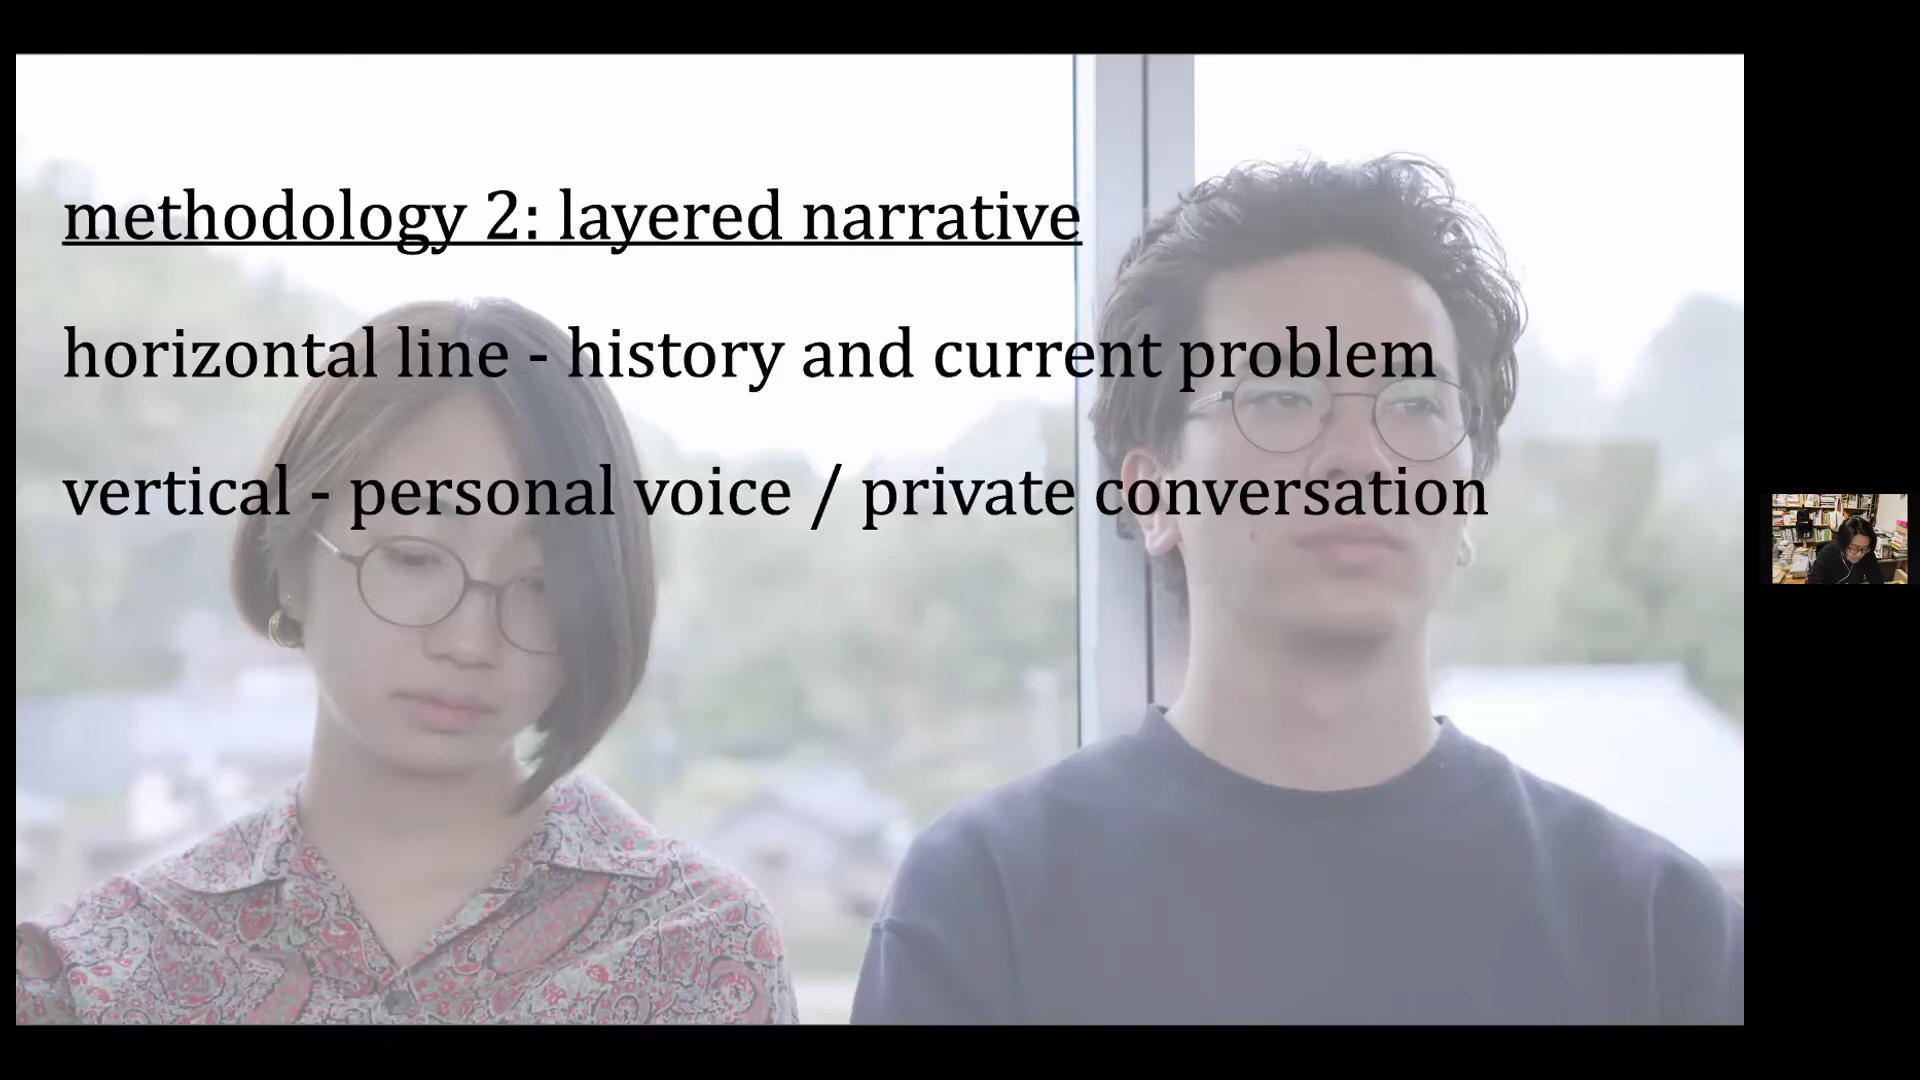 methodology 2: layered narrative
horizontal line - history and current problem
vertical - personal voice / private conversation